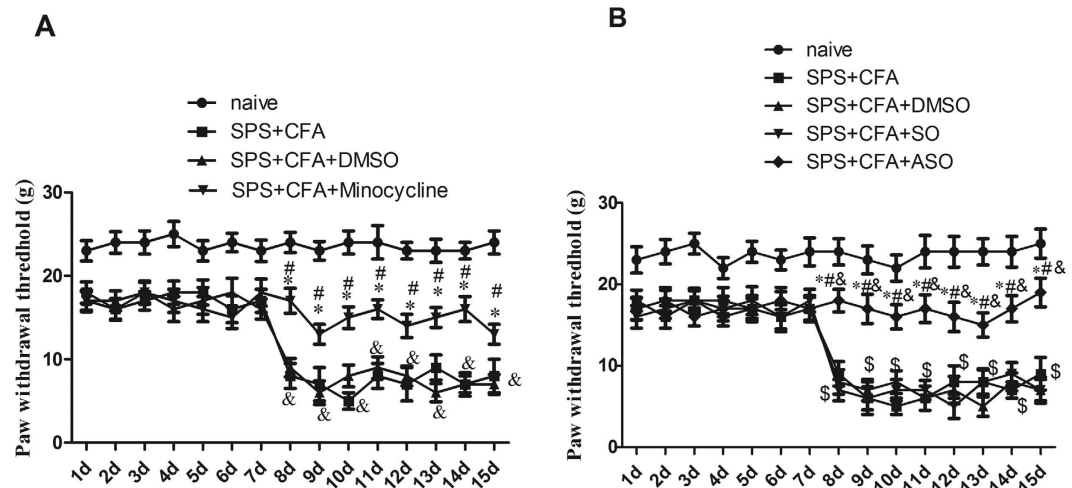 A
naive
SPS+CFA
SPS+CFA+DMSO
SPS+CFA+Minocycline
Paw withdrawal thredhold (g)
30
20
10
0
# # # # # # # #
* * * * * * * *
& & & & & & & &
1d 2d 3d 4d 5d 6d 7d 8d 9d 10d 11d 12d 13d 14d 15d
B
naive
SPS+CFA
SPS+CFA+DMSO
SPS+CFA+SO
SPS+CFA+ASO
Paw withdrawal thredhold (g)
30
20
10
0
*#& *#& *#& *#& *#& *#& *#& *#&
$ $ $ $ $ $ $ $
1d 2d 3d 4d 5d 6d 7d 8d 9d 10d 11d 12d 13d 14d 15d